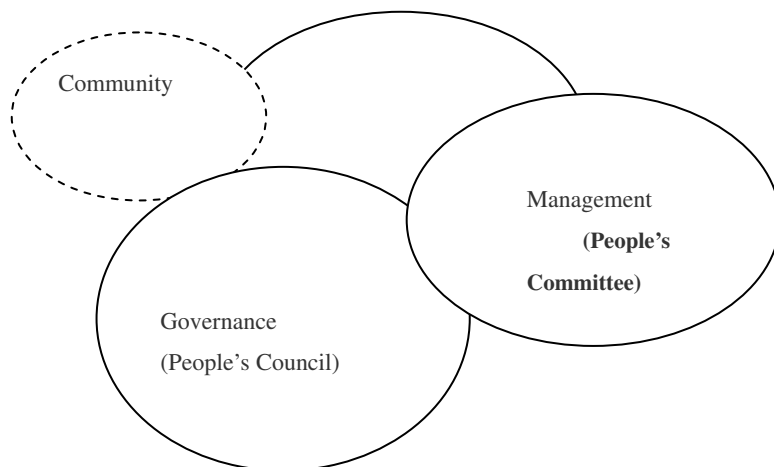 Community
Management
(People’s
Committee)
Governance
(People’s Council)